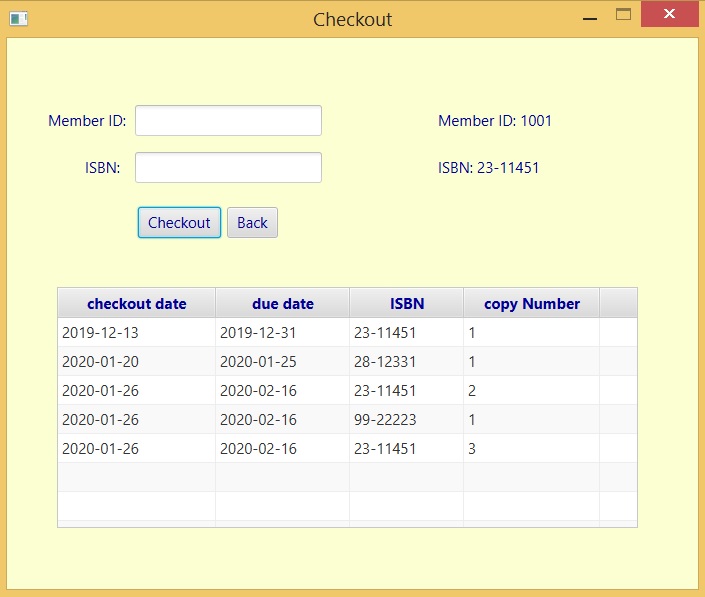 Checkout
Member ID:
Member ID: 1001
ISBN:
ISBN: 23-11451
Checkout Back
checkout date due date ISBN copy Number
2019-12-13 2019-12-31 23-11451 1
2020-01-20 2020-01-25 28-12331 1
2020-01-26 2020-02-16 23-11451 2
2020-01-26 2020-02-16 99-22223 1
2020-01-26 2020-02-16 23-11451 3